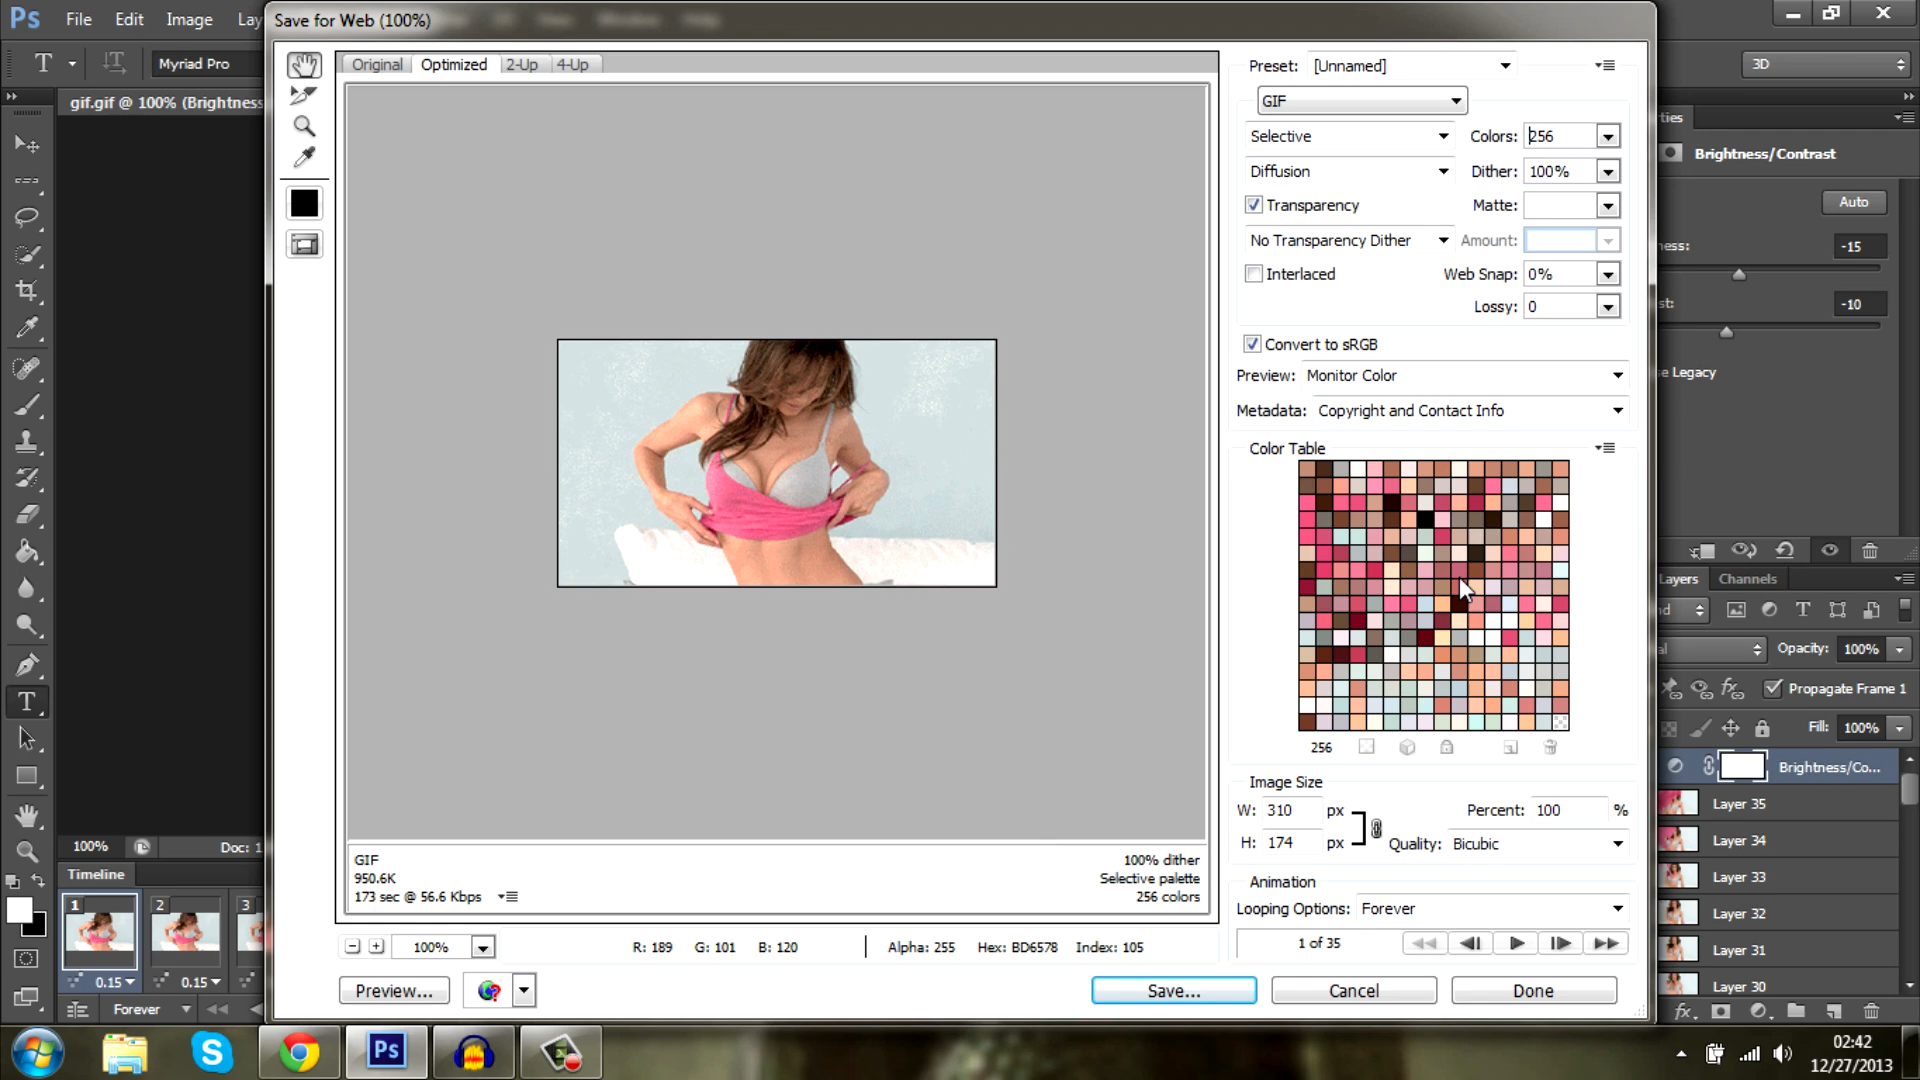 Ps File Edit Image Lay
Save for Web (100%)
T Myriad Pro
3D
gif.gif @ 100% (Brightness
Original Optimized 2-Up 4-Up
Preset: [Unnamed]
GIF
Selective Colors: 256
Diffusion Dither: 100%
Transparency Matte:
No Transparency Dither Amount:
Interlaced Web Snap: 0%
Lossy: 0
Convert to sRGB
Preview: Monitor Color
Metadata: Copyright and Contact Info
Color Table
256
Image Size
W: 310 px Percent: 100 %
H: 174 px Quality: Bicubic
Animation
Looping Options: Forever
1 of 35
GIF 100% dither
950.6K Selective palette
173 sec @ 56.6 Kbps 256 colors
100% R: 189 G: 101 B: 120 Alpha: 255 Hex: BD6578 Index: 105
Preview... Save... Cancel Done
ties
Brightness/Contrast
Auto
ness: -15
st: -10
e Legacy
Layers Channels
nd T
al Opacity: 100%
Propagate Frame 1
Fill: 100%
Brightness/Co...
Layer 35
Layer 34
Layer 33
Layer 32
Layer 31
Layer 30
fx
100% Doc: 1
Timeline
1 2 3
0.15 0.15
Forever
S Ps
02:42
12/27/2013